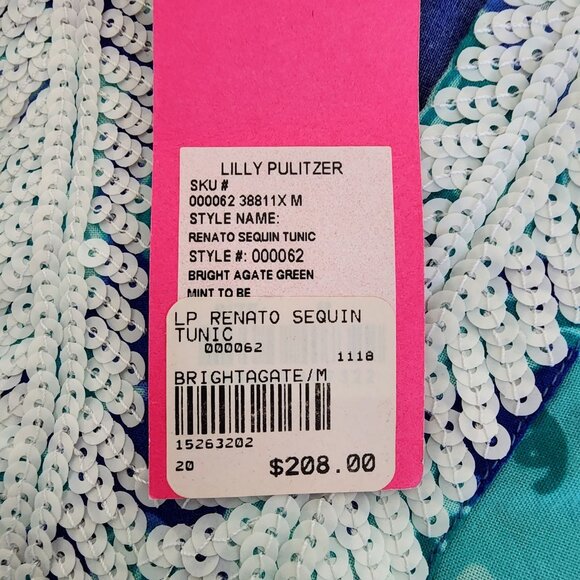 LILLY PULITZER
SKU #
000062 38811X M
STYLE NAME:
RENATO SEQUIN TUNIC
STYLE #: 000062
BRIGHT AGATE GREEN
MINT TO BE
LP RENATO SEQUIN
TUNIC
000062
1118
BRIGHTAGATE/M
15263202
20 $208.00